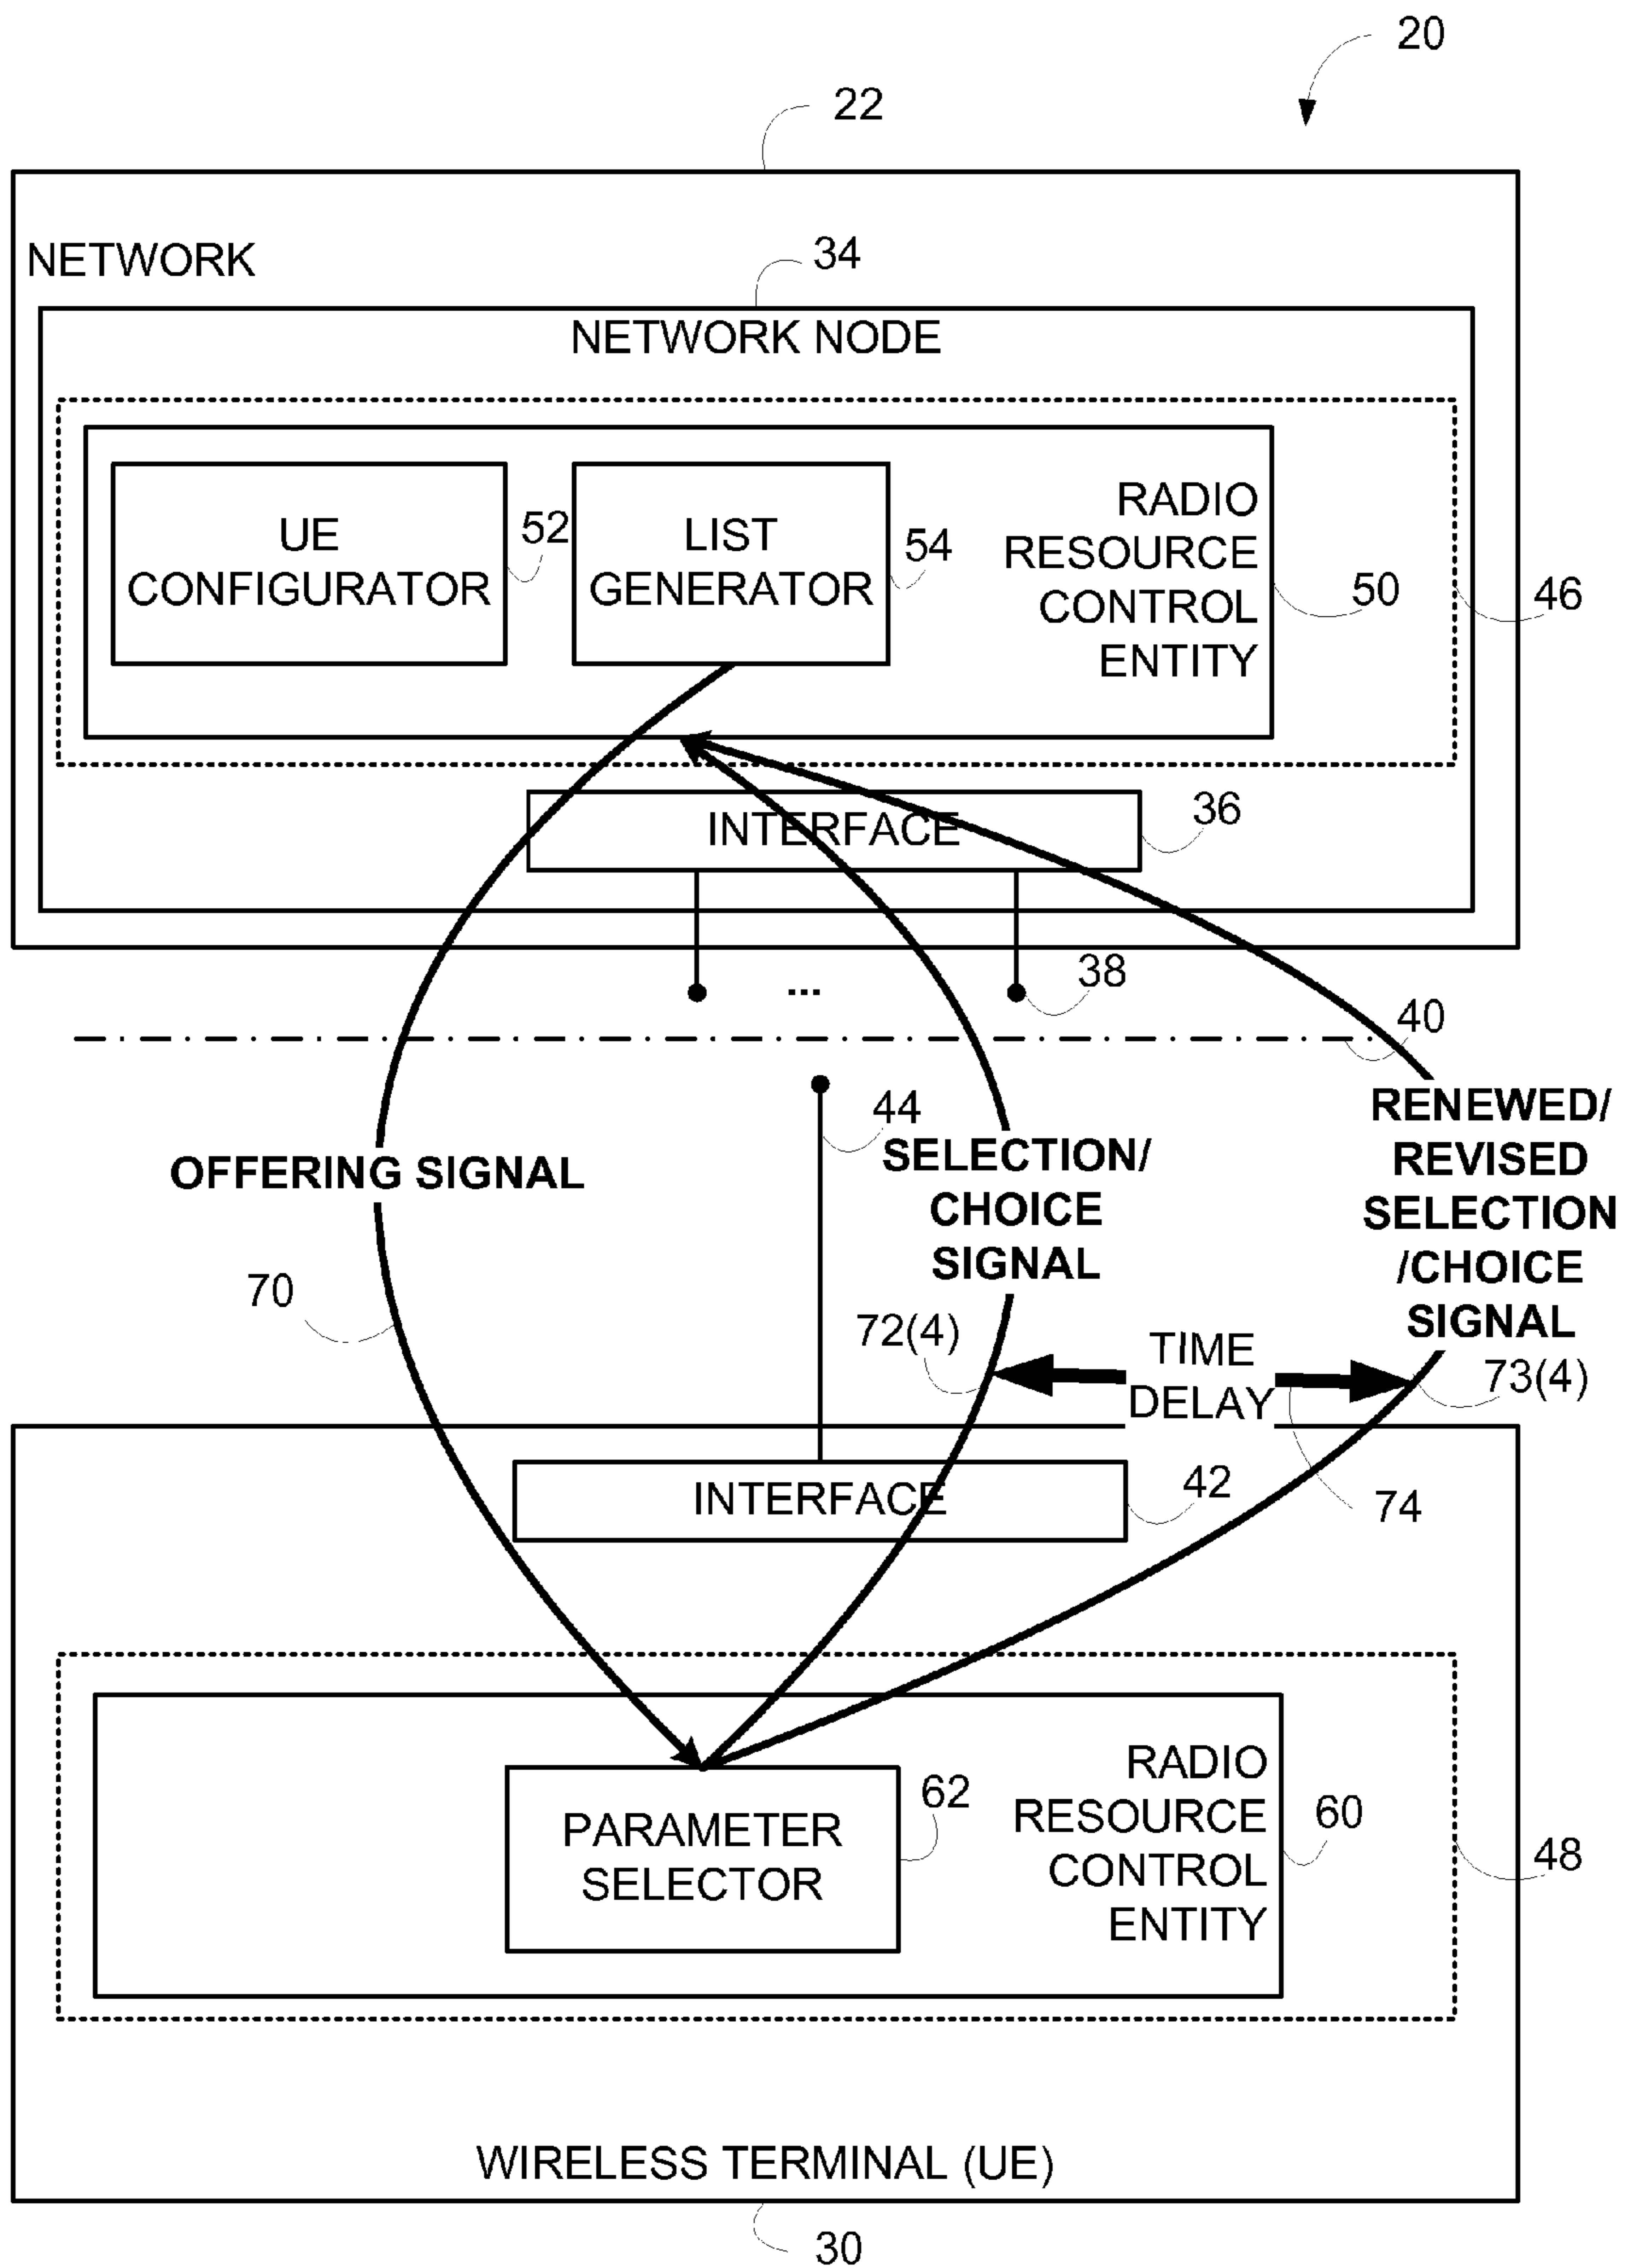 20
22
NETWORK
34
NETWORK NODE
UE
CONFIGURATOR
52
LIST
GENERATOR
54
RADIO
RESOURCE
CONTROL
ENTITY
50
46
INTERFACE
36
38
...
40
44
OFFERING SIGNAL
SELECTION/
CHOICE
SIGNAL
RENEWED/
REVISED
SELECTION
/CHOICE
SIGNAL
70
72(4)
TIME
DELAY
73(4)
74
INTERFACE
42
PARAMETER
SELECTOR
62
RADIO
RESOURCE
CONTROL
ENTITY
60
48
WIRELESS TERMINAL (UE)
30